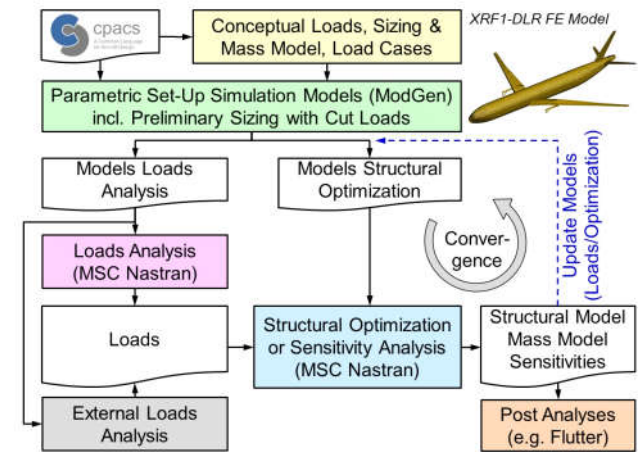 cpacs
Conceptual Loads, Sizing &
Mass Model, Load Cases
XRF1-DLR FE Model
Parametric Set-Up Simulation Models (ModGen)
incl. Preliminary Sizing with Cut Loads
Models Loads
Analysis
Models Structural
Optimization
Update Models
(Loads/Optimization)
Conver-
gence
Loads Analysis
(MSC Nastran)
Loads
Structural Optimization
or Sensitivity Analysis
(MSC Nastran)
Structural Model
Mass Model
Sensitivities
External Loads
Analysis
Post Analyses
(e.g. Flutter)